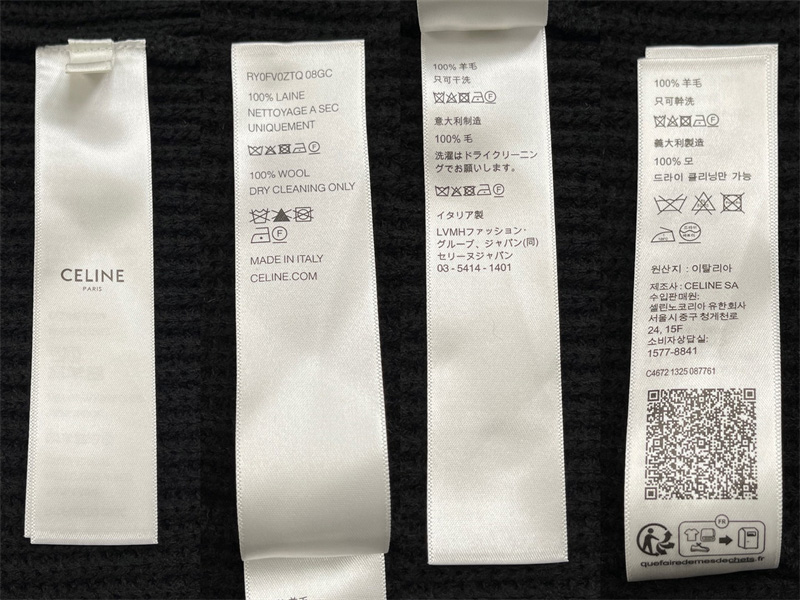 CELINE
PARIS
RY0FV0ZTQ 08GC
100% LAINE
NETTOYAGE A SEC
UNIQUEMENT
100% WOOL
DRY CLEANING ONLY
MADE IN ITALY
CELINE.COM
100% 羊毛
只可干洗
意大利制造
100% 毛
洗濯はドライクリーニン
グでお願いします。
イタリア製
LVMHファッション·
グループ、ジャパン(同)
セリーヌジャパン
03-5414-1401
100% 羊毛
只可幹洗
義大利製造
100% 모
드라이 클리닝만 가능
원산지 : 이탈리아
제조사 : CELINE SA
수입판매원:
셀린느코리아 유한회사
서울시 중구 청계천로
24, 15F
소비자상담실:
1577-8841
C4672 1325 087761
FR
quefairedemesdechets.fr